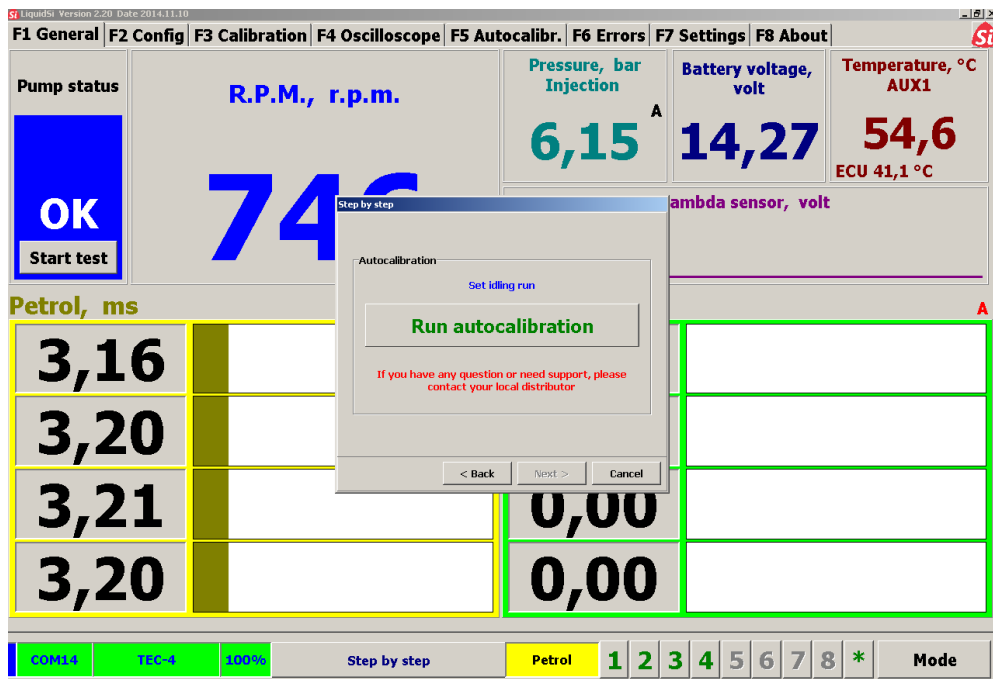 Si LiquidSi Version 2.20 Date 2014.11.10
F1 General F2 Config F3 Calibration F4 Oscilloscope F5 Autocalibr. F6 Errors F7 Settings F8 About
Si
Pump status
OK
Start test
R.P.M., r.p.m.
Pressure, bar
Injection
A
6,15
Battery voltage,
volt
14,27
Temperature, °C
AUX1
54,6
ECU 41,1 °C
Step by step
Autocalibration
Set idling run
Run autocalibration
If you have any question or need support, please
contact your local distributor
< Back Next > Cancel
sensor, volt
Petrol, ms
A
3,16
3,20
3,21
3,20
0,00
0,00
COM14 TEC-4 100% Step by step Petrol 1 2 3 4 5 6 7 8 * Mode